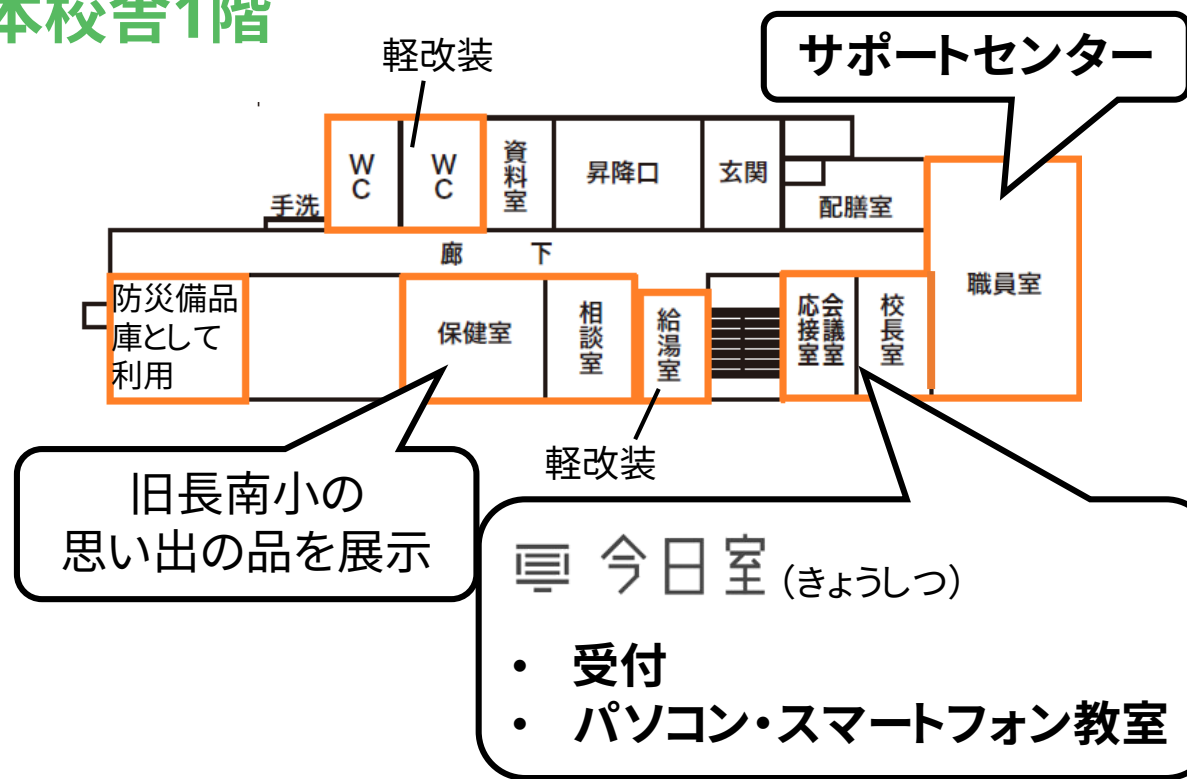 本校舎1階
軽改装
サポートセンター
WC
WC
資料室
昇降口
玄関
手洗
配膳室
廊下
職員室
防災備品
庫として
利用
保健室
相談室
給湯室
会議室
応接室
校長室
軽改装
旧長南小の
思い出の品を展示
今日室(きょうしつ)
• 受付
• パソコン・スマートフォン教室